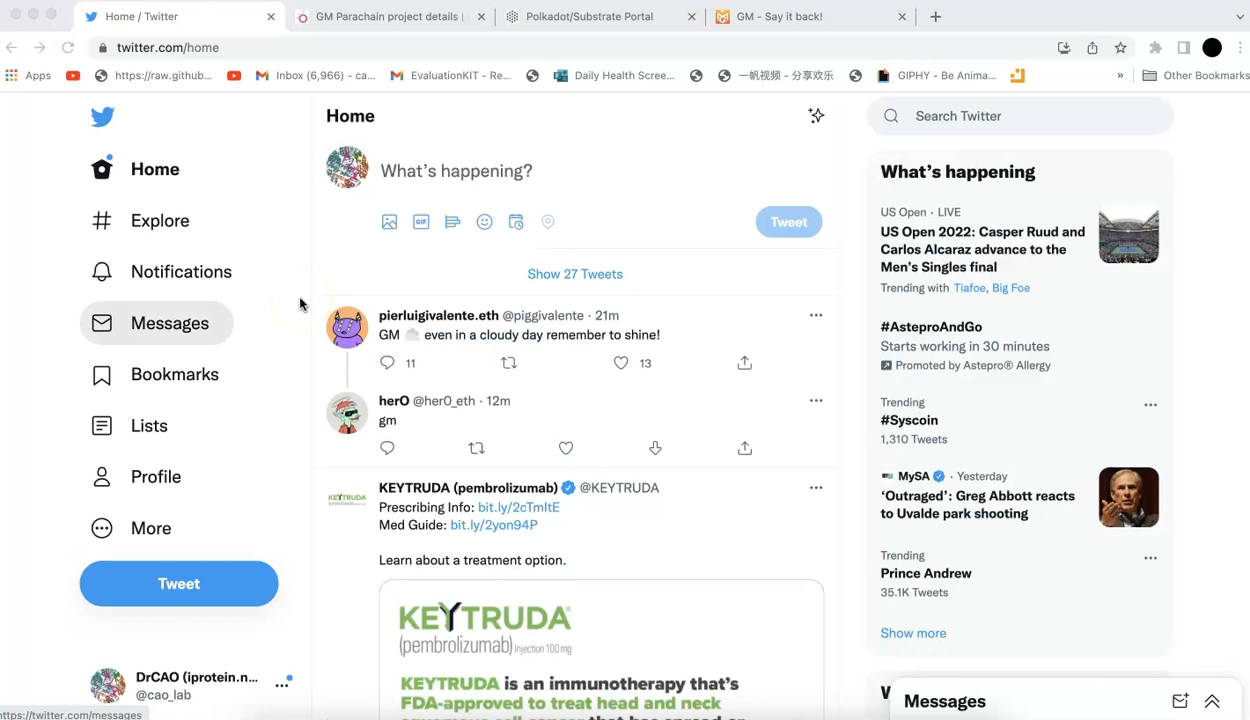 Home / Twitter
GM Parachain project details |
Polkadot/Substrate Portal
GM - Say it back!
twitter.com/home
Apps
https://raw.github...
Inbox (6,966) - ca...
EvaluationKIT - Re...
Daily Health Scree...
一帆视频 - 分享欢乐
GIPHY - Be Anima...
»
Other Bookmarks
Home
Explore
Notifications
Messages
Bookmarks
Lists
Profile
More
Tweet
DrCAO (iprotein.n...
@cao_lab
https://twitter.com/messages
Home
What's happening?
GIF
Tweet
Show 27 Tweets
pierluigivalente.eth @piggivalente · 21m
GM 🌧️ even in a cloudy day remember to shine!
11
13
herO @her0_eth · 12m
gm
KEYTRUDA (pembrolizumab) @KEYTRUDA
Prescribing Info: bit.ly/2cTmItE
Med Guide: bit.ly/2yon94P
Learn about a treatment option.
KEYTRUDA®
(pembrolizumab) Injection 100 mg
KEYTRUDA is an immunotherapy that's
FDA-approved to treat head and neck
Search Twitter
What's happening
US Open · LIVE
US Open 2022: Casper Ruud and
Carlos Alcaraz advance to the
Men's Singles final
Trending with Tiafoe, Big Foe
#AsteproAndGo
Starts working in 30 minutes
Promoted by Astepro® Allergy
Trending
#Syscoin
1,310 Tweets
MySA · Yesterday
'Outraged': Greg Abbott reacts
to Uvalde park shooting
Trending
Prince Andrew
35.1K Tweets
Show more
Messages